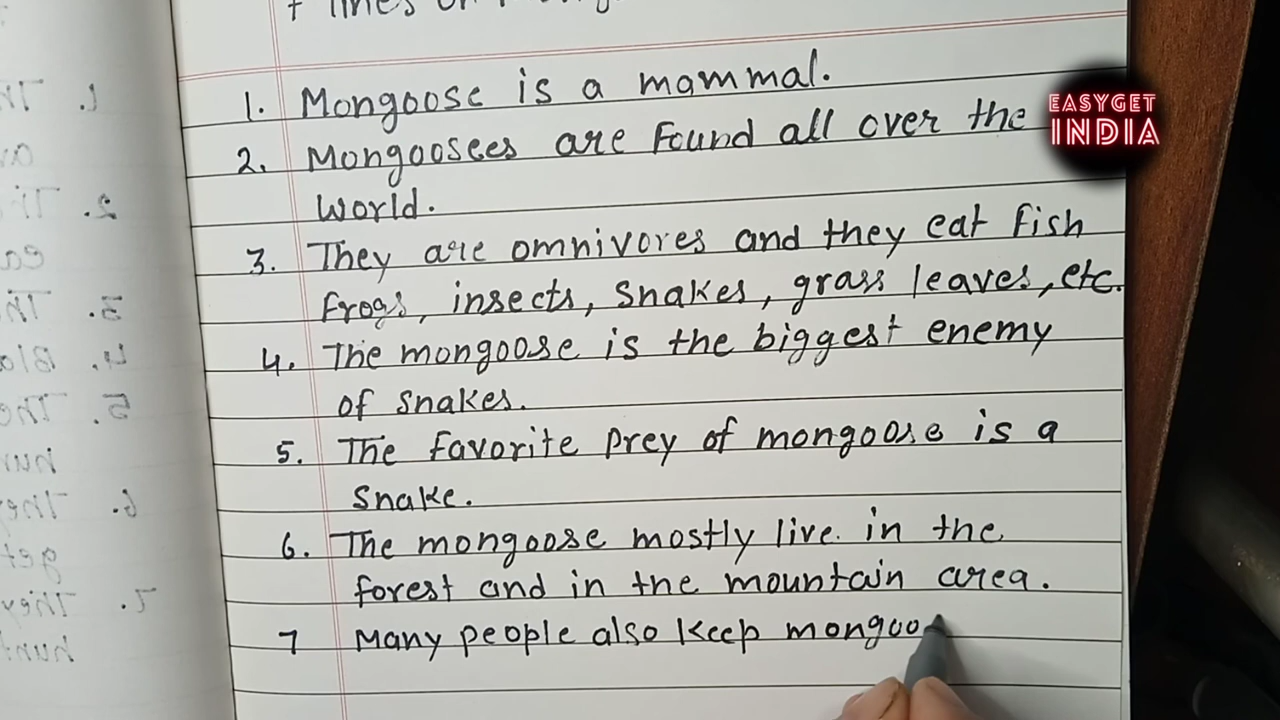 7 lines on
1. Mongoose is a mammal.
2. Mongoosees are found all over the
world.
3. They are omnivores and they eat fish
frogs, insects, snakes, grass leaves, etc.
4. The mongoose is the biggest enemy
of snakes.
5. The favorite prey of mongoose is a
snake.
6. The mongoose mostly live in the
forest and in the mountain area.
7 Many people also keep mongoo
EASYGET
INDIA